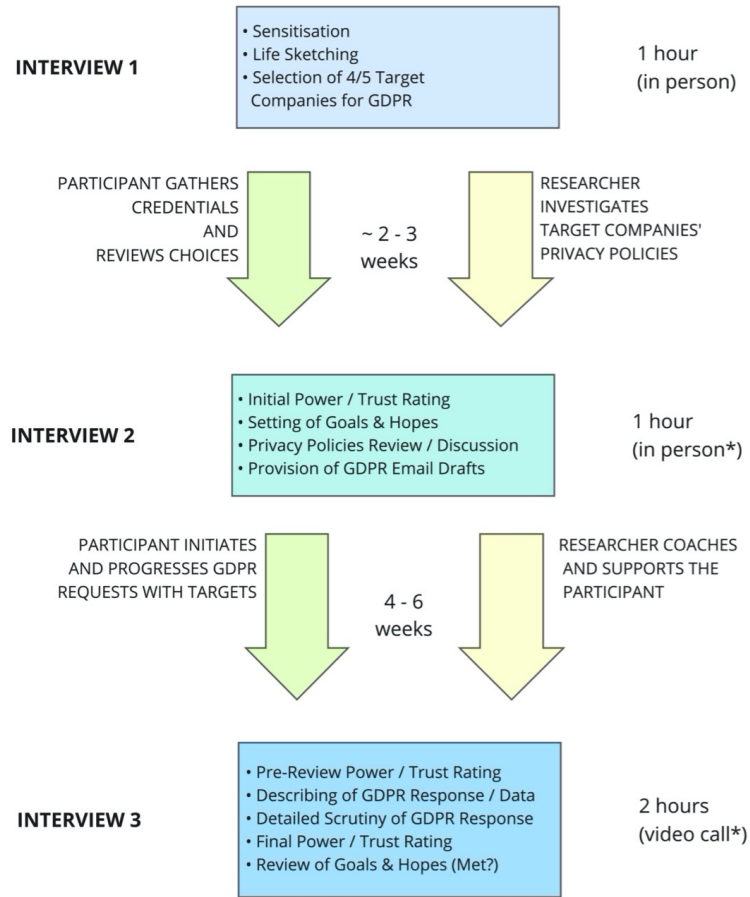 INTERVIEW 1
• Sensitisation
• Life Sketching
• Selection of 4/5 Target
Companies for GDPR
1 hour
(in person)
PARTICIPANT GATHERS
CREDENTIALS
AND
REVIEWS CHOICES
~ 2 - 3
weeks
RESEARCHER
INVESTIGATES
TARGET COMPANIES'
PRIVACY POLICIES
INTERVIEW 2
• Initial Power / Trust Rating
• Setting of Goals & Hopes
• Privacy Policies Review / Discussion
• Provision of GDPR Email Drafts
1 hour
(in person*)
PARTICIPANT INITIATES
AND PROGRESSES GDPR
REQUESTS WITH TARGETS
4 - 6
weeks
RESEARCHER COACHES
AND SUPPORTS THE
PARTICIPANT
INTERVIEW 3
• Pre-Review Power / Trust Rating
• Describing of GDPR Response / Data
• Detailed Scrutiny of GDPR Response
• Final Power / Trust Rating
• Review of Goals & Hopes (Met?)
2 hours
(video call*)